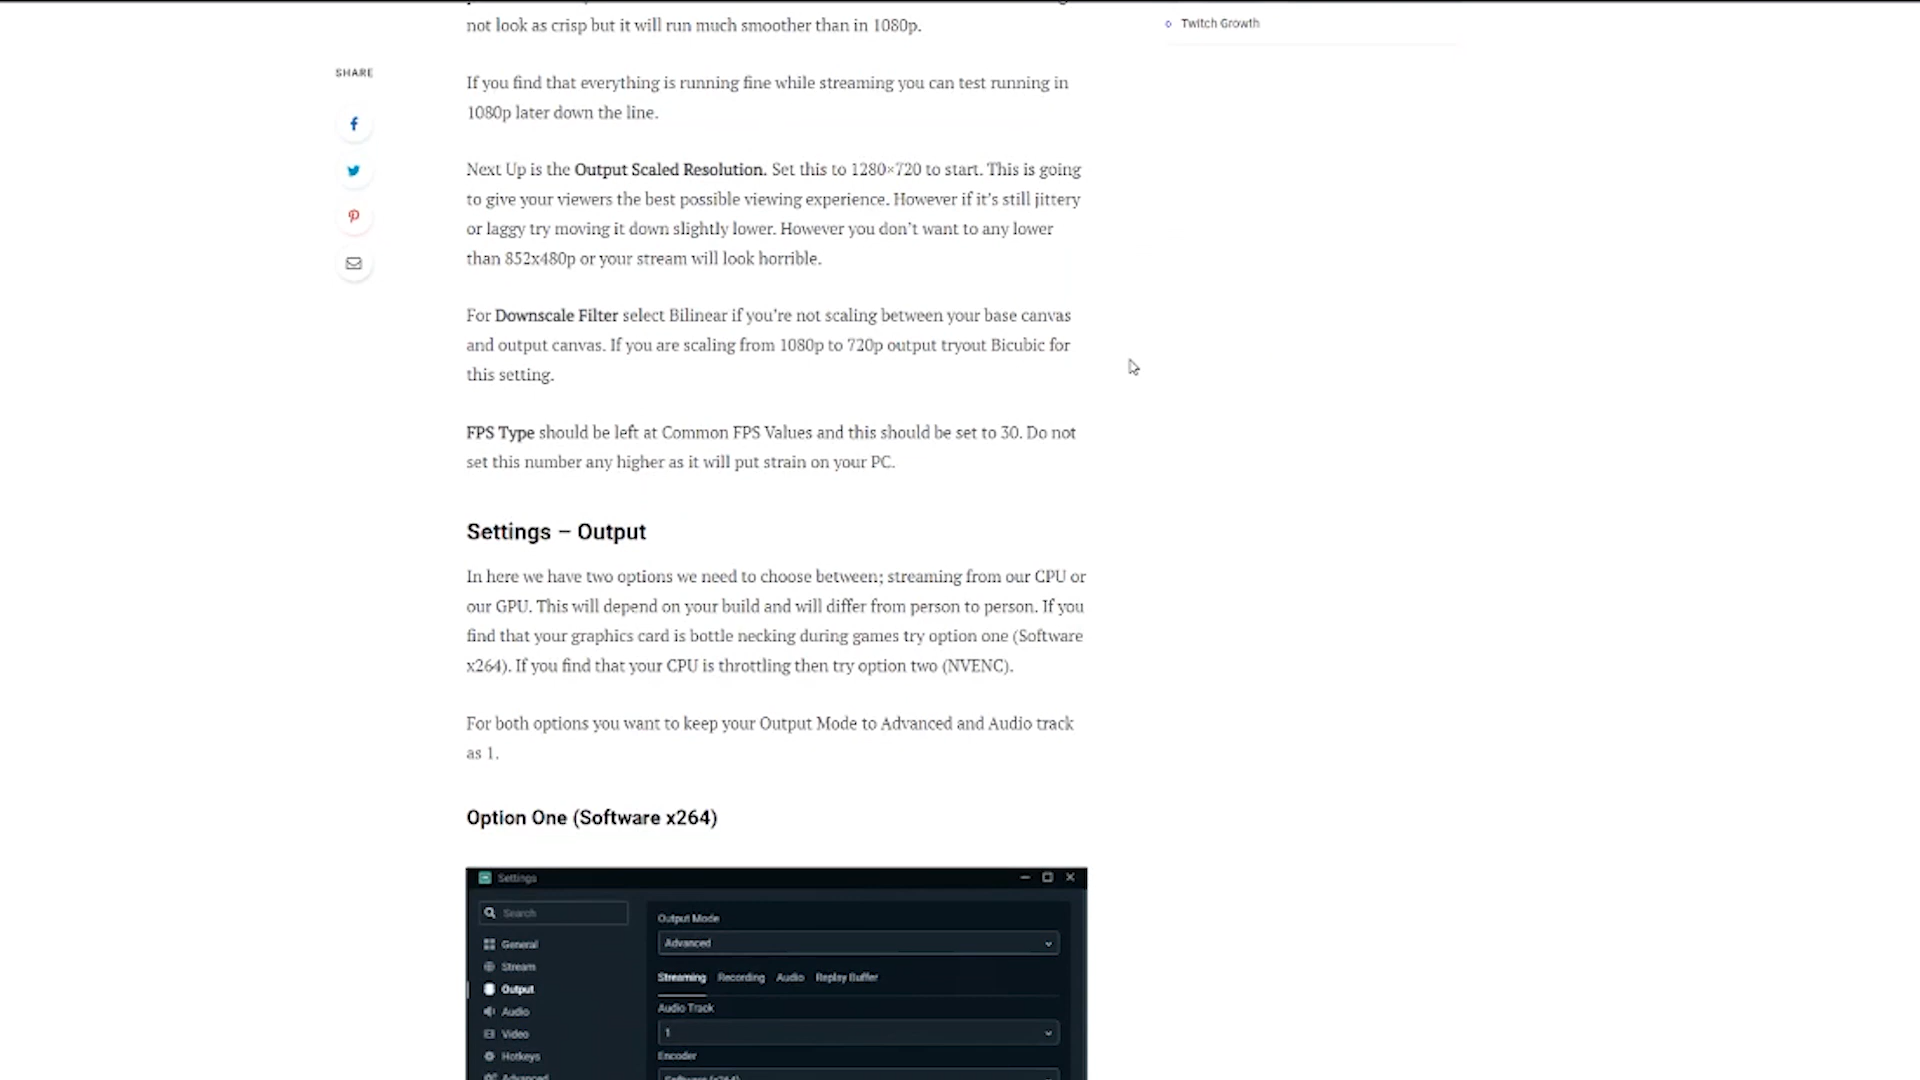 not look as crisp but it will run much smoother than in 1080p.
Twitch Growth
SHARE
If you find that everything is running fine while streaming you can test running in
1080p later down the line.
Next Up is the Output Scaled Resolution. Set this to 1280×720 to start. This is going
to give your viewers the best possible viewing experience. However if it's still jittery
or laggy try moving it down slightly lower. However you don't want to any lower
than 852x480p or your stream will look horrible.
For Downscale Filter select Bilinear if you're not scaling between your base canvas
and output canvas. If you are scaling from 1080p to 720p output tryout Bicubic for
this setting.
FPS Type should be left at Common FPS Values and this should be set to 30. Do not
set this number any higher as it will put strain on your PC.
Settings – Output
In here we have two options we need to choose between; streaming from our CPU or
our GPU. This will depend on your build and will differ from person to person. If you
find that your graphics card is bottle necking during games try option one (Software
x264). If you find that your CPU is throttling then try option two (NVENC).
For both options you want to keep your Output Mode to Advanced and Audio track
as 1.
Option One (Software x264)
Settings
Search
General
Stream
Output
Audio
Video
Hotkeys
Advanced
Output Mode
Advanced
Streaming Recording Audio Replay Buffer
Audio Track
1
Encoder
Software (x264)